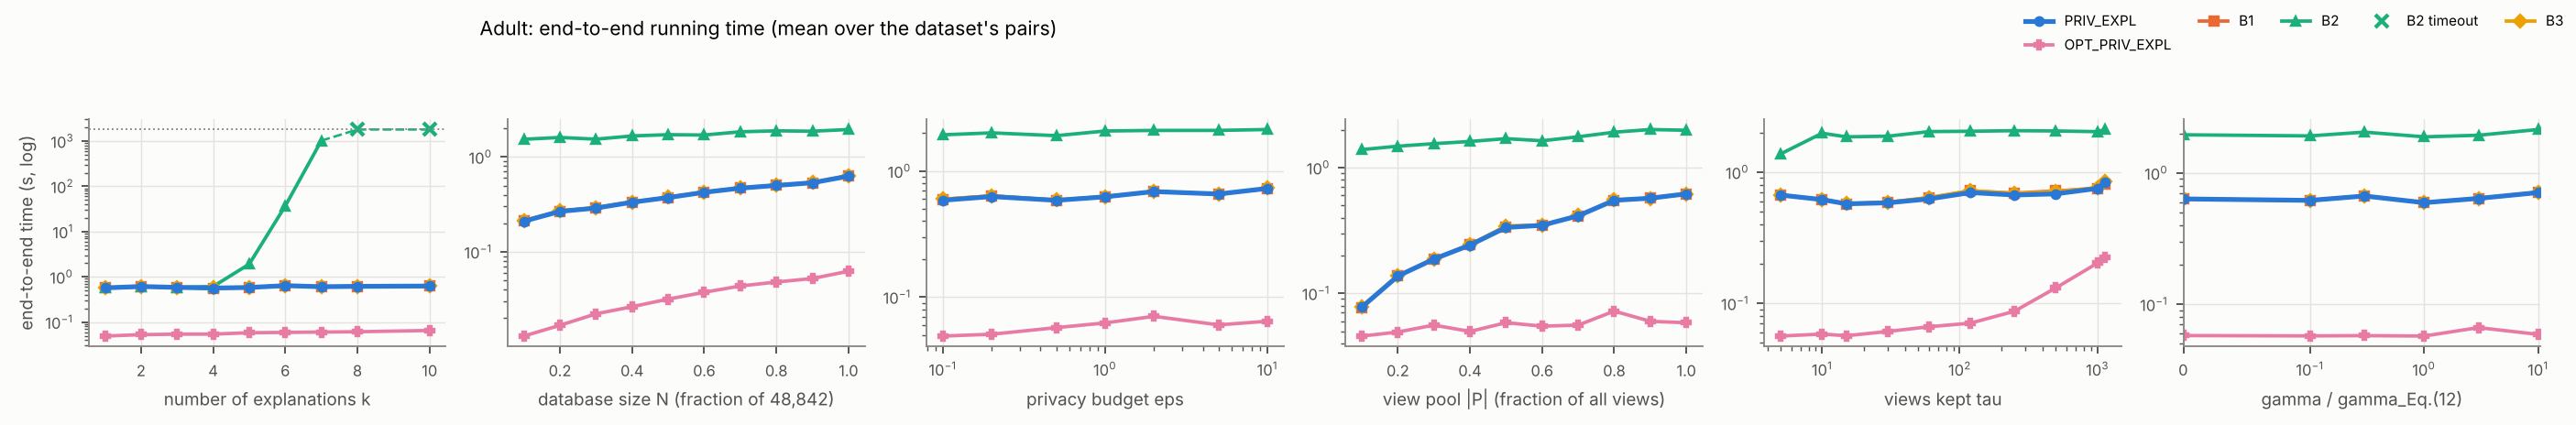 Adult: end-to-end running time (mean over the dataset's pairs)
PRIV_EXPL B1 B2 B2 timeout B3
OPT_PRIV_EXPL
end-to-end time (s, log)
10³
10²
10¹
10⁰
10⁻¹
2 4 6 8 10
number of explanations k
10⁰
10⁻¹
0.2 0.4 0.6 0.8 1.0
database size N (fraction of 48,842)
10⁰
10⁻¹
10⁻¹ 10⁰ 10¹
privacy budget eps
10⁰
10⁻¹
0.2 0.4 0.6 0.8 1.0
view pool |P| (fraction of all views)
10⁰
10⁻¹
10¹ 10² 10³
views kept tau
10⁰
10⁻¹
0 10⁻¹ 10⁰ 10¹
gamma / gamma_Eq.(12)